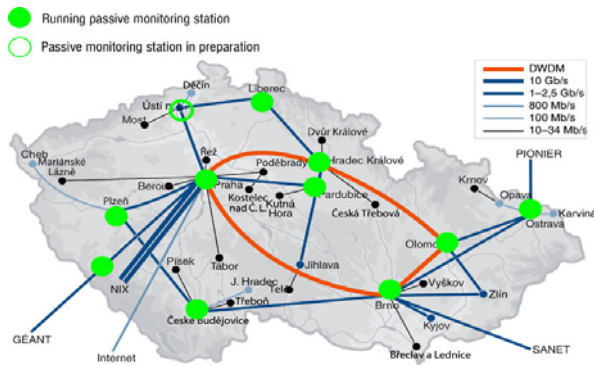 Running passive monitoring station
Passive monitoring station in preparation
DWDM
10 Gb/s
1–2,5 Gb/s
800 Mb/s
100 Mb/s
10–34 Mb/s
Děčín
Ústí n
Most
Liberec
Dvůr Králové
Hradec Králové
Cheb
Mariánské
Lázně
Řež
Poděbrady
Berou
Praha
Kostelec
nad Č. L.
Kutná
Hora
Pardubice
Česká Třebová
PIONIER
Krnov
Opava
Karviná
Ostrava
Plzeň
Olomo
Písek
Tábor
Jihlava
NIX
J. Hradec
Telč
Třeboň
České Budějovice
Vyškov
Zlín
Brno
Kyjov
GÉANT
Internet
Břeclav a Lednice
SANET